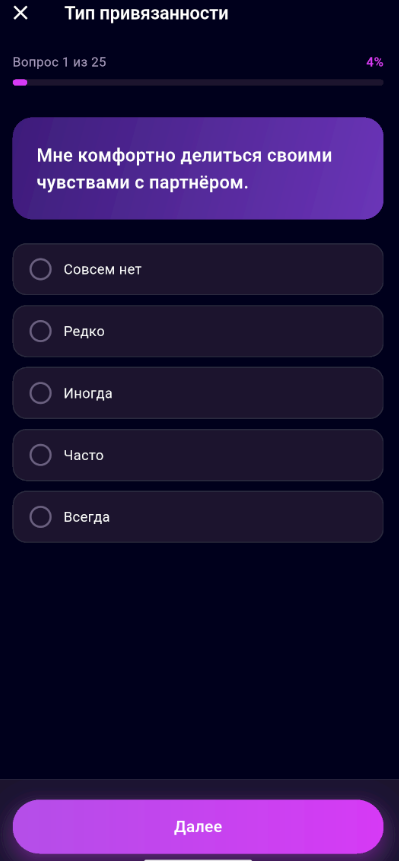 Тип привязанности
Вопрос 1 из 25
4%
Мне комфортно делиться своими
чувствами с партнёром.
Совсем нет
Редко
Иногда
Часто
Всегда
Далее